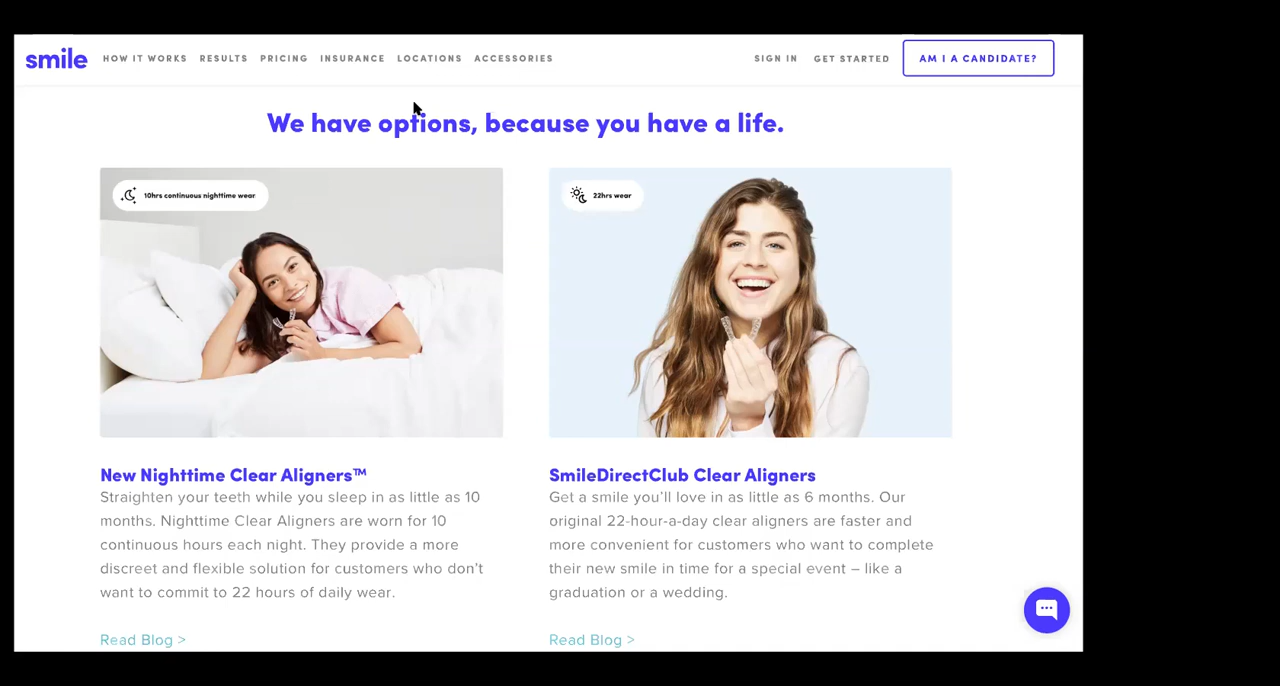 smile
HOW IT WORKS RESULTS PRICING INSURANCE LOCATIONS ACCESSORIES SIGN IN GET STARTED AM I A CANDIDATE?
We have options, because you have a life.
10hrs continuous nighttime wear
22hrs wear
New Nighttime Clear Aligners™
Straighten your teeth while you sleep in as little as 10
months. Nighttime Clear Aligners are worn for 10
continuous hours each night. They provide a more
discreet and flexible solution for customers who don't
want to commit to 22 hours of daily wear.
Read Blog >
SmileDirectClub Clear Aligners
Get a smile you'll love in as little as 6 months. Our
original 22-hour-a-day clear aligners are faster and
more convenient for customers who want to complete
their new smile in time for a special event – like a
graduation or a wedding.
Read Blog >